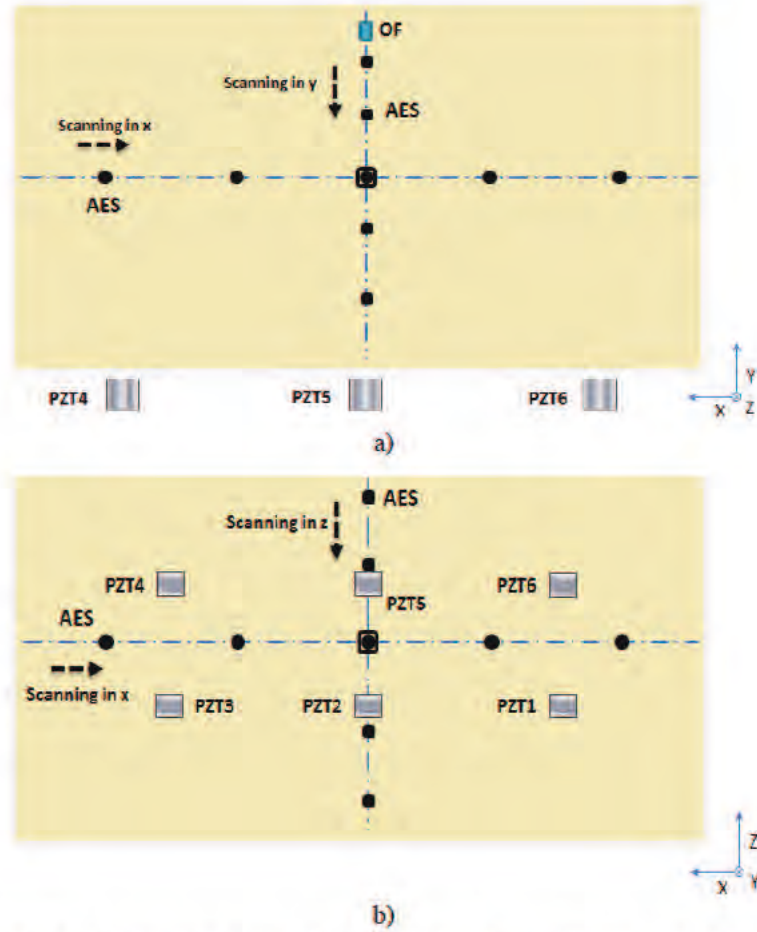 OF
Scanning in y
AES
Scanning in x
AES
PZT4 PZT5 PZT6
Y
X Z
a)
AES
Scanning in z
PZT4 PZT6
PZT5
AES
Scanning in x
PZT3 PZT2 PZT1
Z
X Y
b)